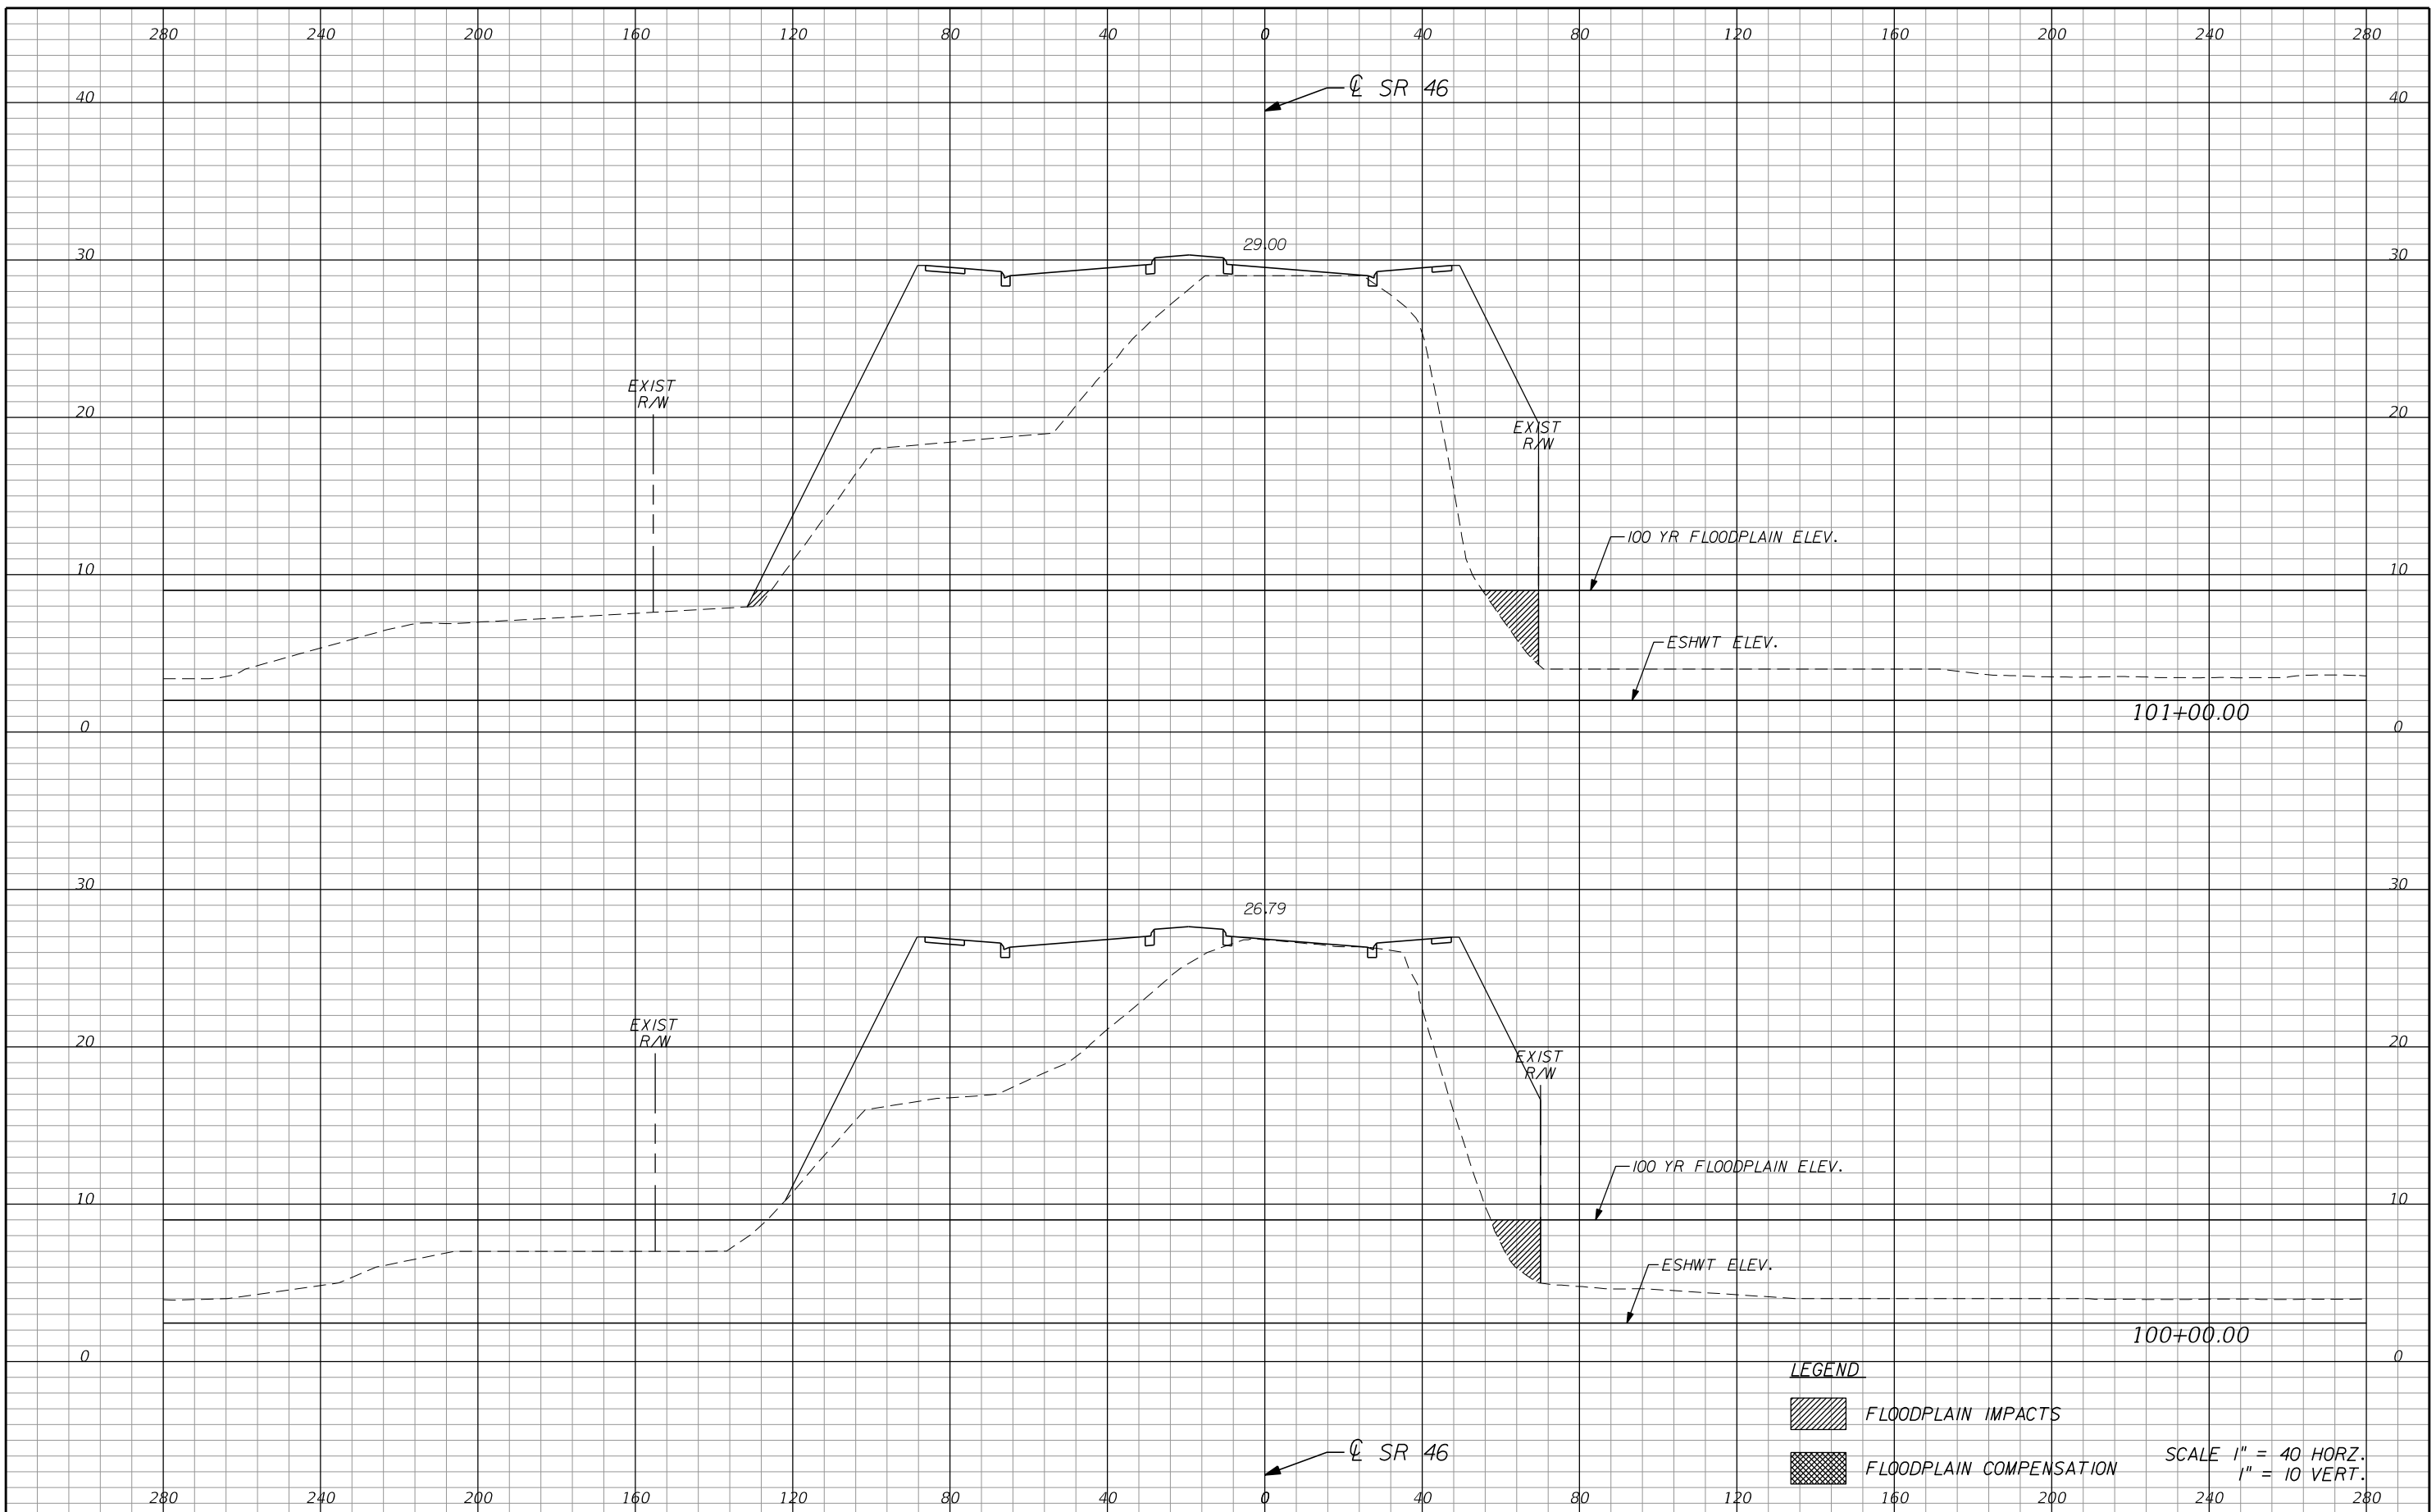 280 240 200 160 120 80 40 0 40 80 120 160 200 240 280
℄ SR 46
40 40
30 29.00 30
EXIST
R/W
20 20
EXIST
R/W
100 YR FLOODPLAIN ELEV.
10 10
ESHWT ELEV.
101+00.00
0 0
30 30
26.79
EXIST
R/W
20 20
EXIST
R/W
100 YR FLOODPLAIN ELEV.
10 10
ESHWT ELEV.
100+00.00
0 0
LEGEND
FLOODPLAIN IMPACTS
℄ SR 46
FLOODPLAIN COMPENSATION
SCALE 1" = 40 HORZ.
1" = 10 VERT.
280 240 200 160 120 80 40 0 40 80 120 160 200 240 280